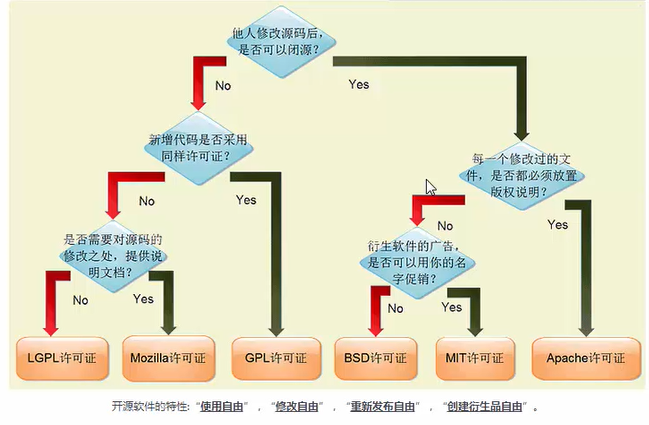 他人修改源码后，
是否可以闭源？
No
Yes
新增代码是否采用
同样许可证？
每一个修改过的文
件，是否都必须放置
版权说明？
No
Yes
No
Yes
是否需要对源码的
修改之处，提供说
明文档？
衍生软件的广告，
是否可以用你的名
字促销？
No
Yes
No
Yes
LGPL许可证
Mozilla许可证
GPL许可证
BSD许可证
MIT许可证
Apache许可证
开源软件的特性: “使用自由”，“修改自由”，“重新发布自由”，“创建衍生品自由”。